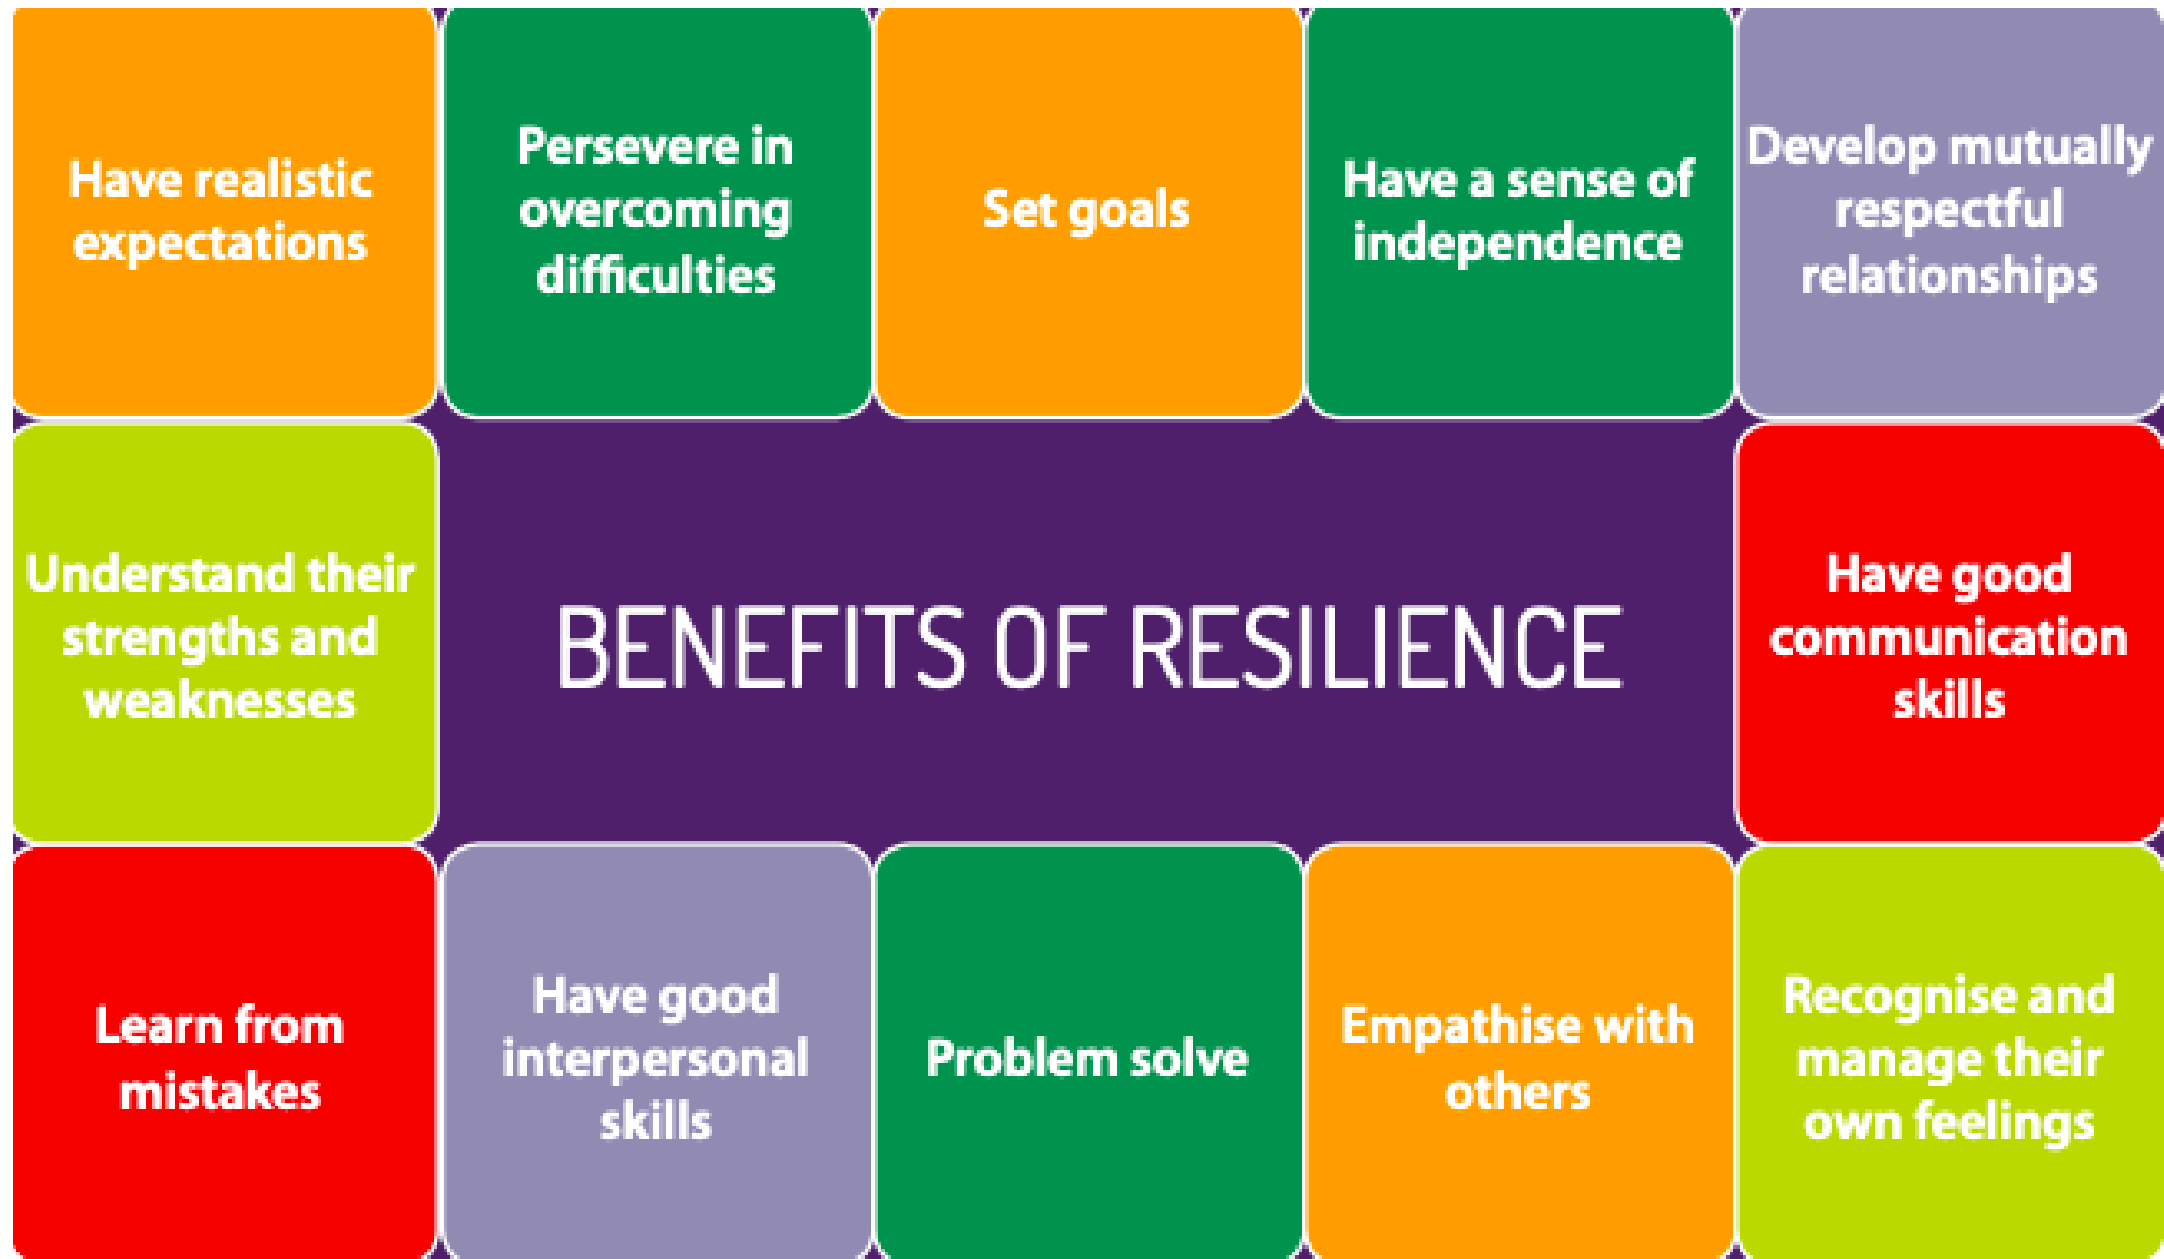 Have realistic
expectations
Persevere in
overcoming
difficulties
Set goals
Have a sense of
independence
Develop mutually
respectful
relationships
Understand their
strengths and
weaknesses
BENEFITS OF RESILIENCE
Have good
communication
skills
Learn from
mistakes
Have good
interpersonal
skills
Problem solve
Empathise with
others
Recognise and
manage their
own feelings